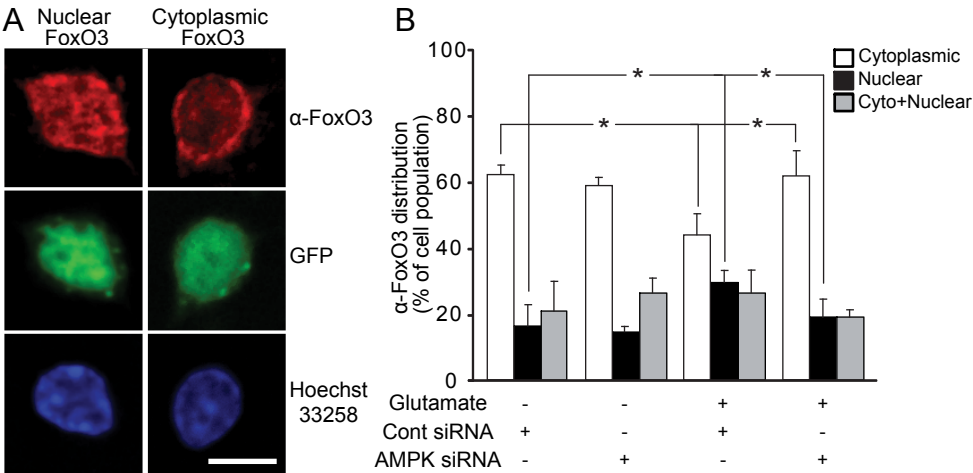 A
Nuclear FoxO3
Cytoplasmic FoxO3
α-FoxO3
GFP
Hoechst
33258
B
α-FoxO3 distribution
(% of cell population)
100
80
60
40
20
0
Cytoplasmic
Nuclear
Cyto+Nuclear
* *
* *
Glutamate - - + +
Cont siRNA + - + -
AMPK siRNA - + - +